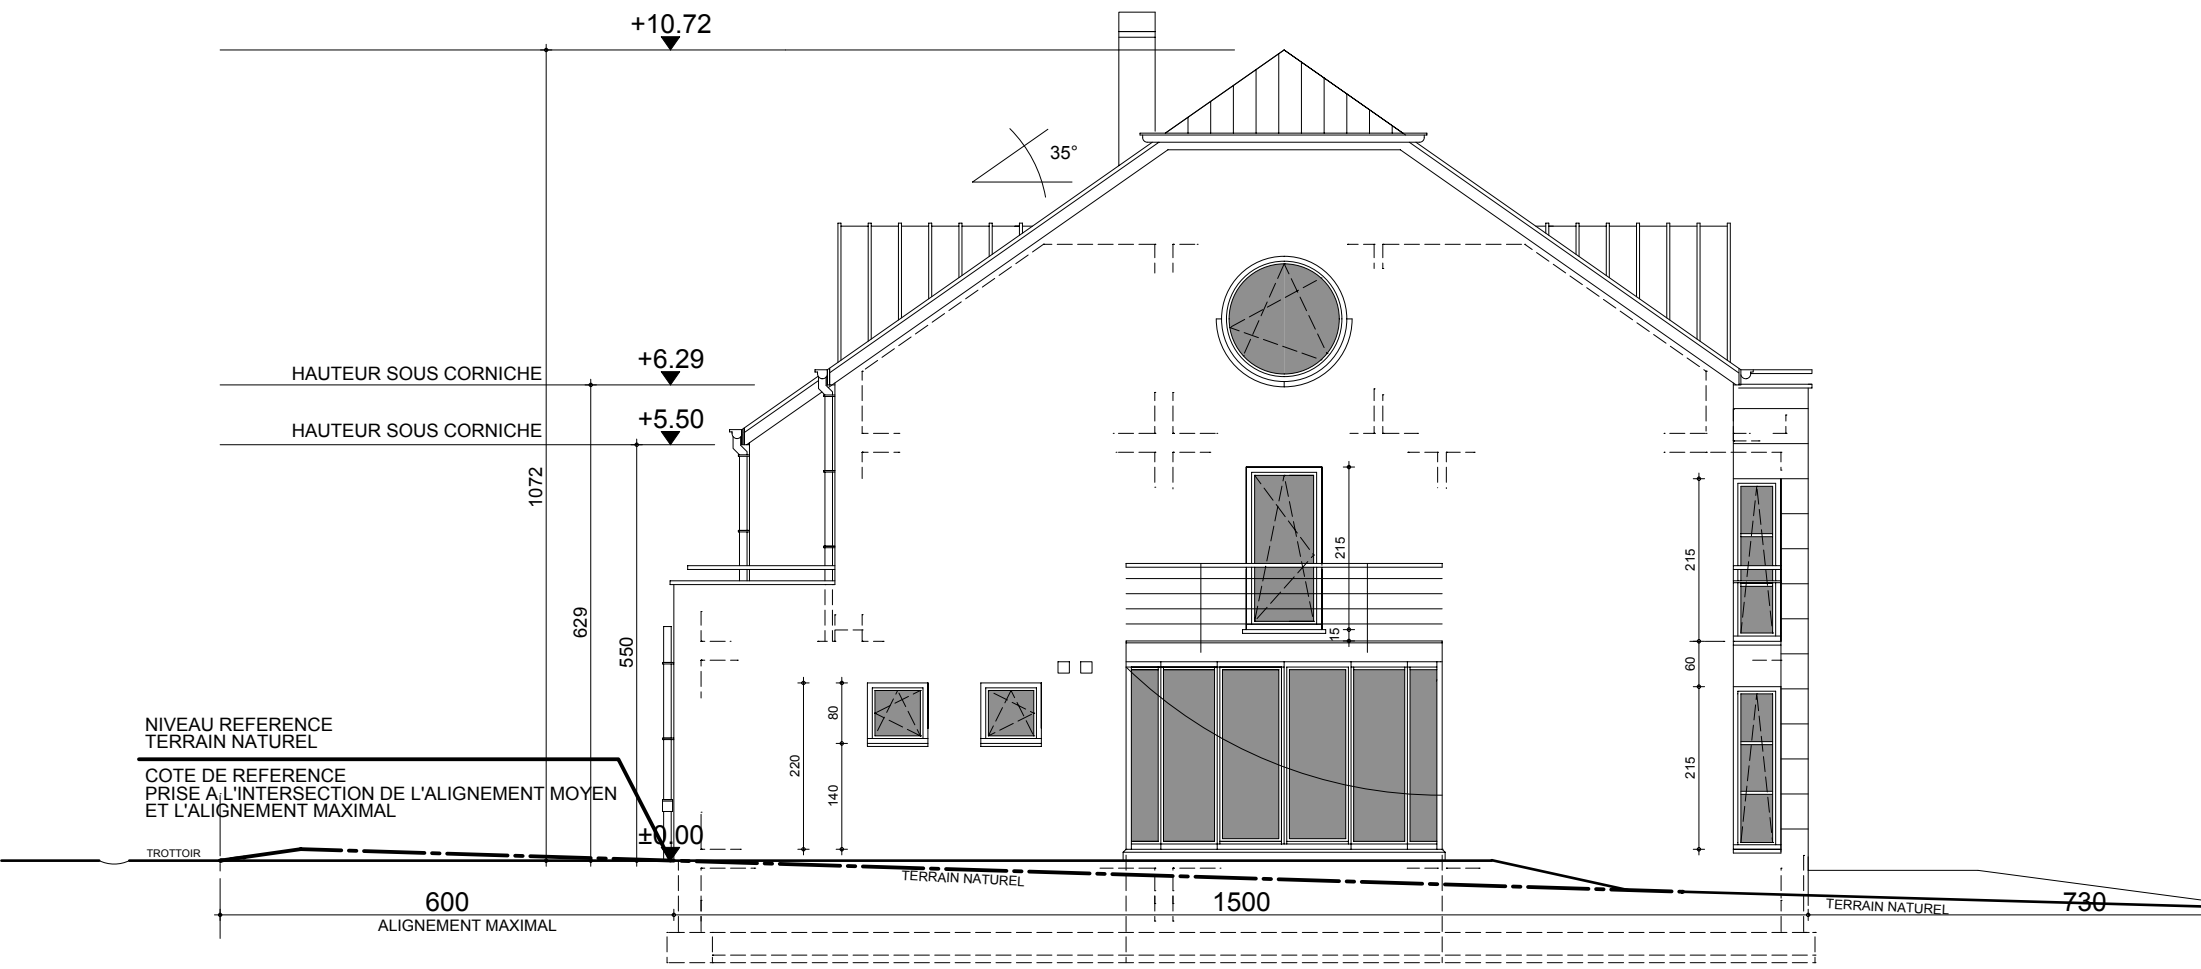 +10.72
35°
HAUTEUR SOUS CORNICHE
+6.29
HAUTEUR SOUS CORNICHE
+5.50
1072
629
550
215
15
215
60
215
80
220
140
NIVEAU REFERENCE
TERRAIN NATUREL
COTE DE REFERENCE
PRISE A L'INTERSECTION DE L'ALIGNEMENT MOYEN
ET L'ALIGNEMENT MAXIMAL
±0.00
TROTTOIR
TERRAIN NATUREL
600
1500
730
ALIGNEMENT MAXIMAL
TERRAIN NATUREL